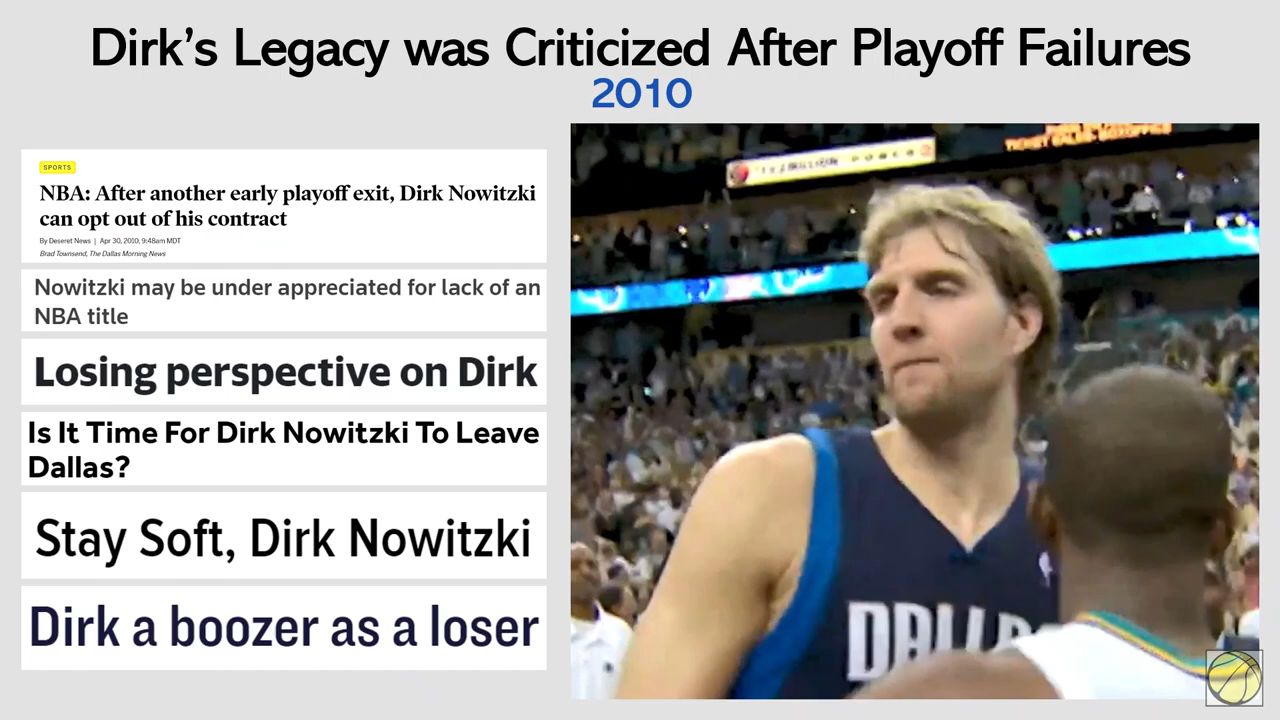 Dirk's Legacy was Criticized After Playoff Failures
2010
SPORTS
NBA: After another early playoff exit, Dirk Nowitzki
can opt out of his contract
By Deseret News | Apr 30, 2010, 9:48am MDT
Brad Townsend, The Dallas Morning News
Nowitzki may be under appreciated for lack of an
NBA title
Losing perspective on Dirk
Is It Time For Dirk Nowitzki To Leave
Dallas?
Stay Soft, Dirk Nowitzki
Dirk a boozer as a loser